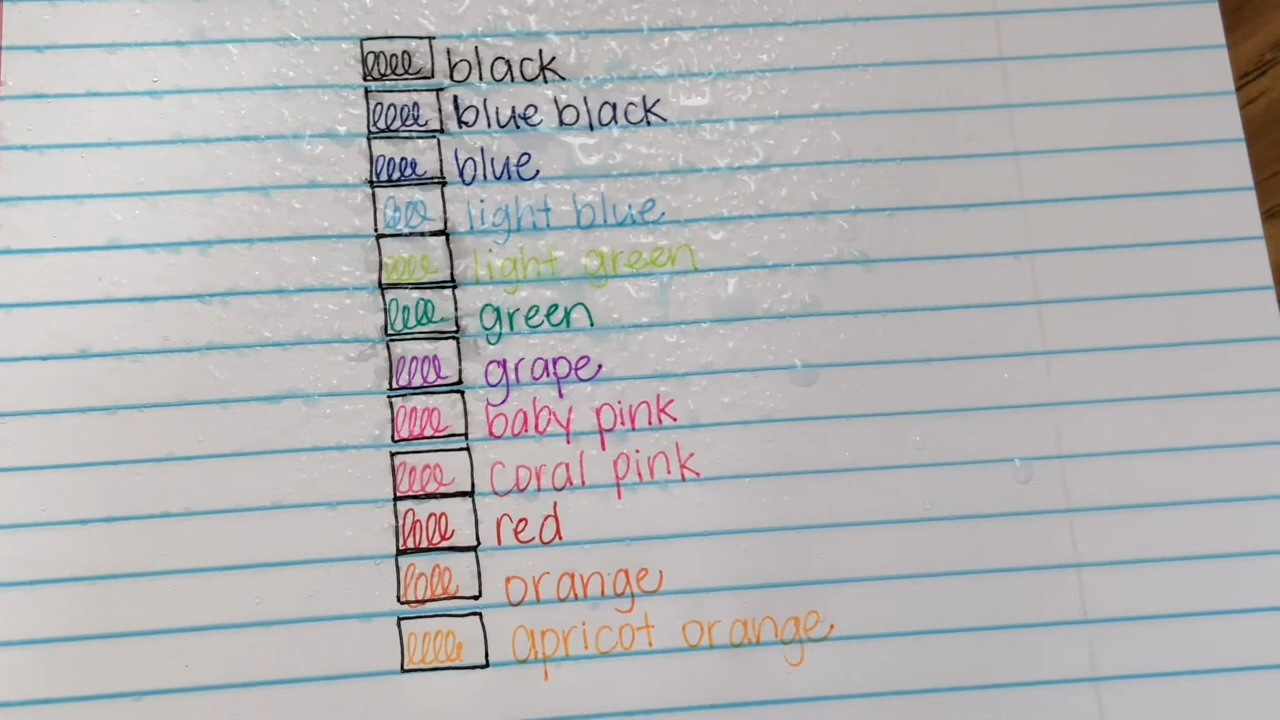 black
blue black
blue
light blue
light green
green
grape
baby pink
coral pink
red
orange
apricot orange